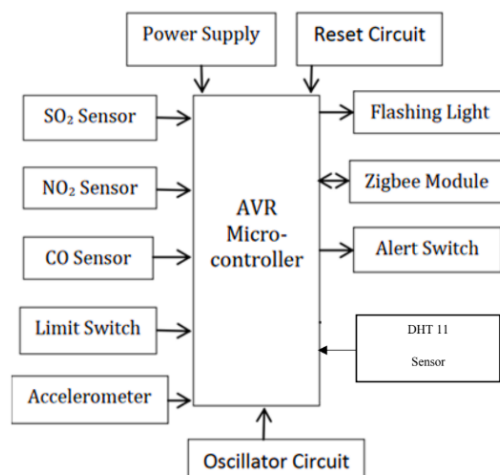 Power Supply
Reset Circuit
SO₂ Sensor
Flashing Light
NO₂ Sensor
Zigbee Module
AVR
Micro-
controller
CO Sensor
Alert Switch
Limit Switch
DHT 11
Sensor
Accelerometer
Oscillator Circuit